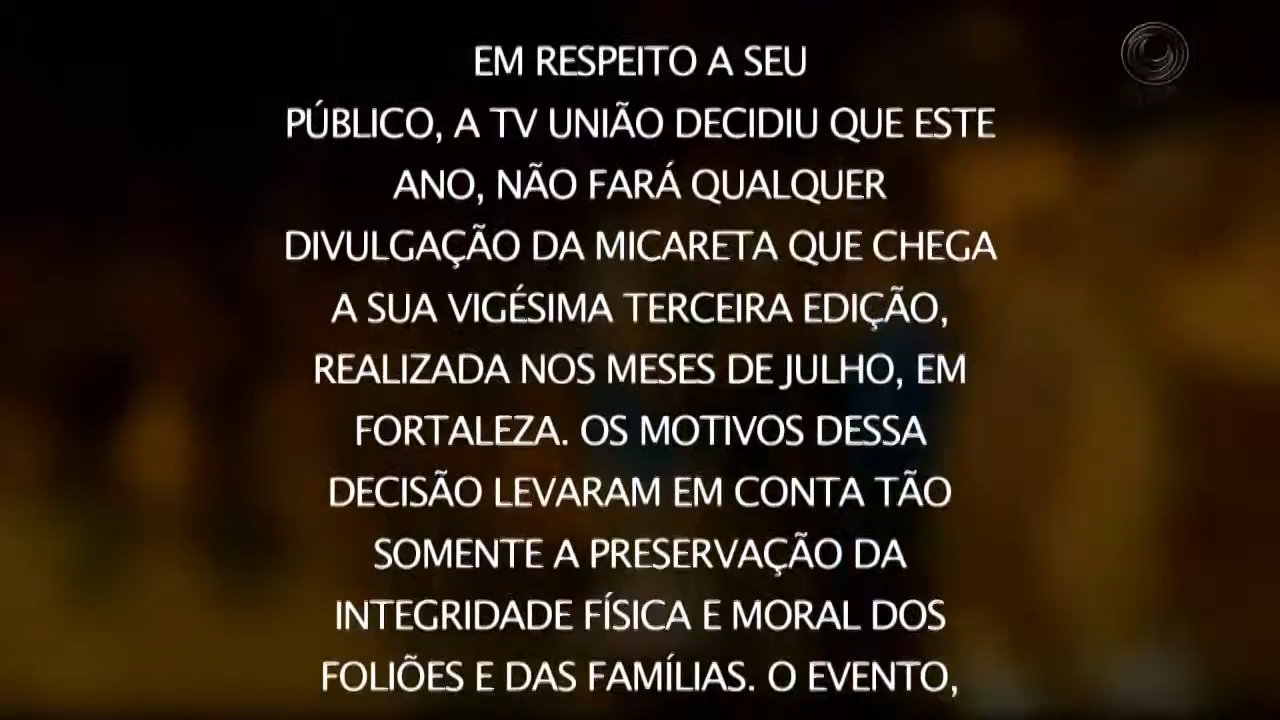 EM RESPEITO A SEU
PÚBLICO, A TV UNIÃO DECIDIU QUE ESTE
ANO, NÃO FARÁ QUALQUER
DIVULGAÇÃO DA MICARETA QUE CHEGA
A SUA VIGÉSIMA TERCEIRA EDIÇÃO,
REALIZADA NOS MESES DE JULHO, EM
FORTALEZA. OS MOTIVOS DESSA
DECISÃO LEVARAM EM CONTA TÃO
SOMENTE A PRESERVAÇÃO DA
INTEGRIDADE FÍSICA E MORAL DOS
FOLIÕES E DAS FAMÍLIAS. O EVENTO,